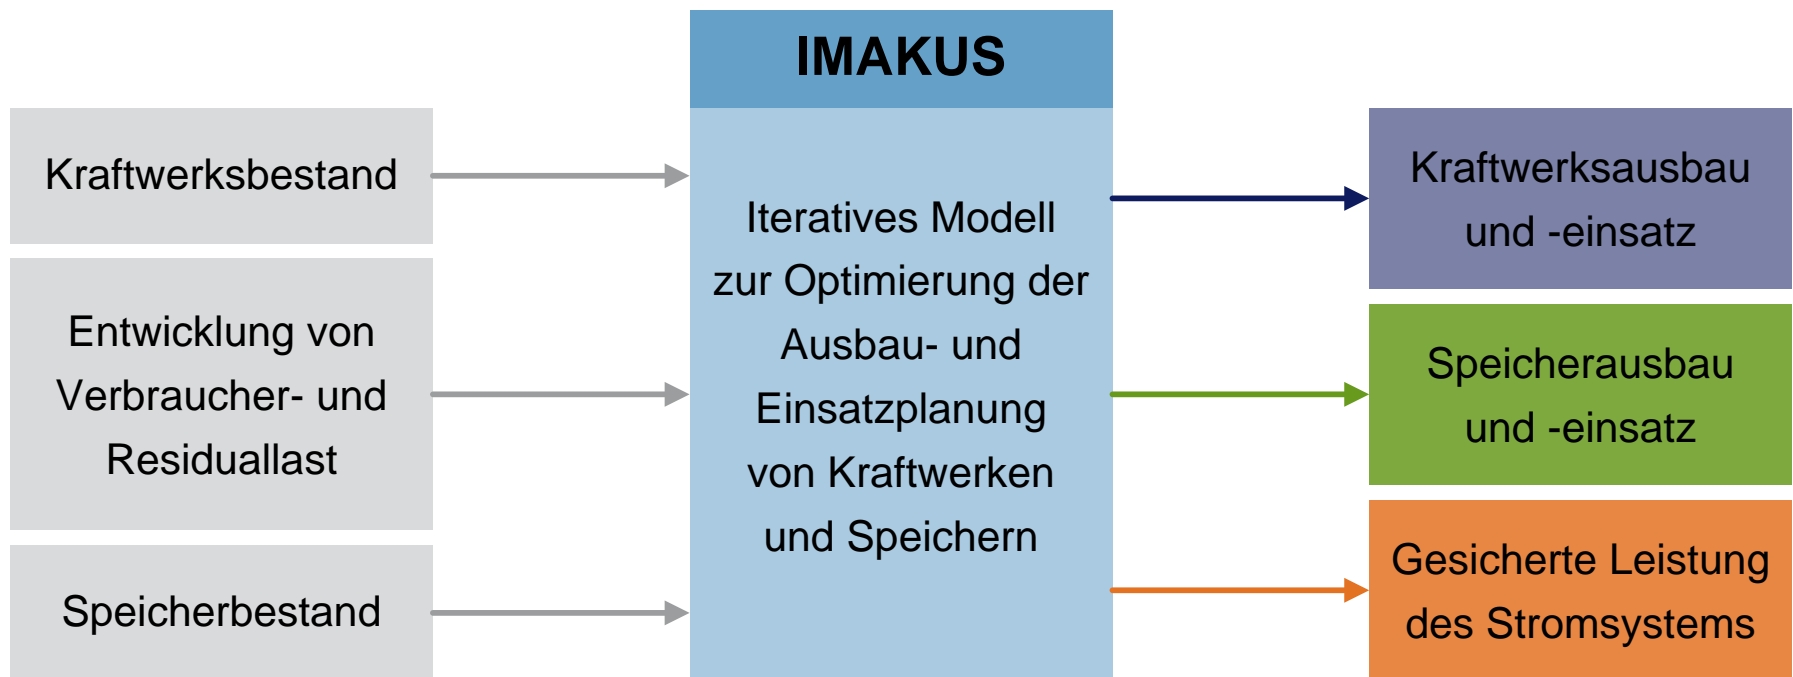 IMAKUS
Kraftwerksbestand
Entwicklung von
Verbraucher- und
Residuallast
Speicherbestand
Iteratives Modell
zur Optimierung der
Ausbau- und
Einsatzplanung
von Kraftwerken
und Speichern
Kraftwerksausbau
und -einsatz
Speicherausbau
und -einsatz
Gesicherte Leistung
des Stromsystems